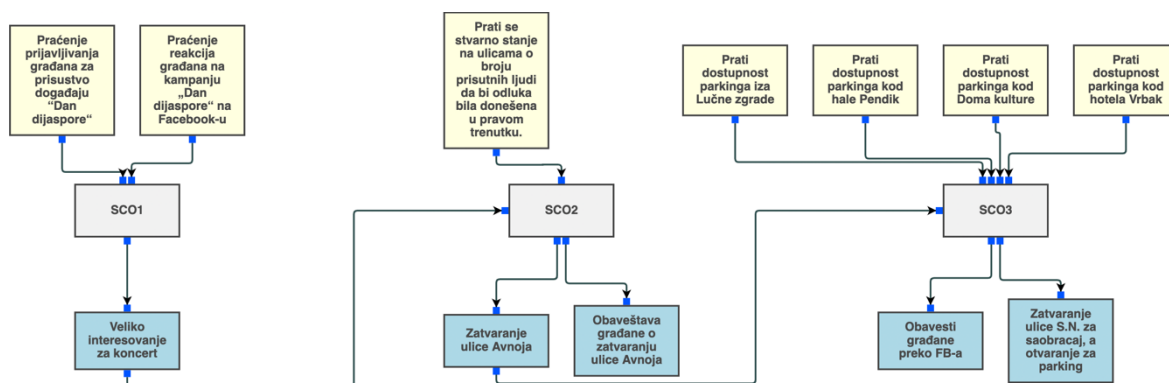 Praćenje
prijavljivanja
građana za
prisustvo
događaju
“Dan
dijaspore“
Praćenje
reakcija
građana na
kampanju
„Dan
dijaspore“ na
Facebook-u
Prati se
stvarno stanje
na ulicama o
broju
prisutnih ljudi
da bi odluka
bila donešena
u pravom
trenutku.
Prati
dostupnost
parkinga iza
Lučne zgrade
Prati
dostupnost
parkinga kod
hale Pendik
Prati
dostupnost
parkinga kod
Doma kulture
Prati
dostupnost
parkinga kod
hotela Vrbak
SCO1
SCO2
SCO3
Veliko
interesovanje
za koncert
Zatvaranje
ulice Avnoja
Obaveštava
građane o
zatvaranju
ulice Avnoja
Obavesti
građane
preko FB-a
Zatvaranje
ulice S.N. za
saobracaj, a
otvaranje za
parking